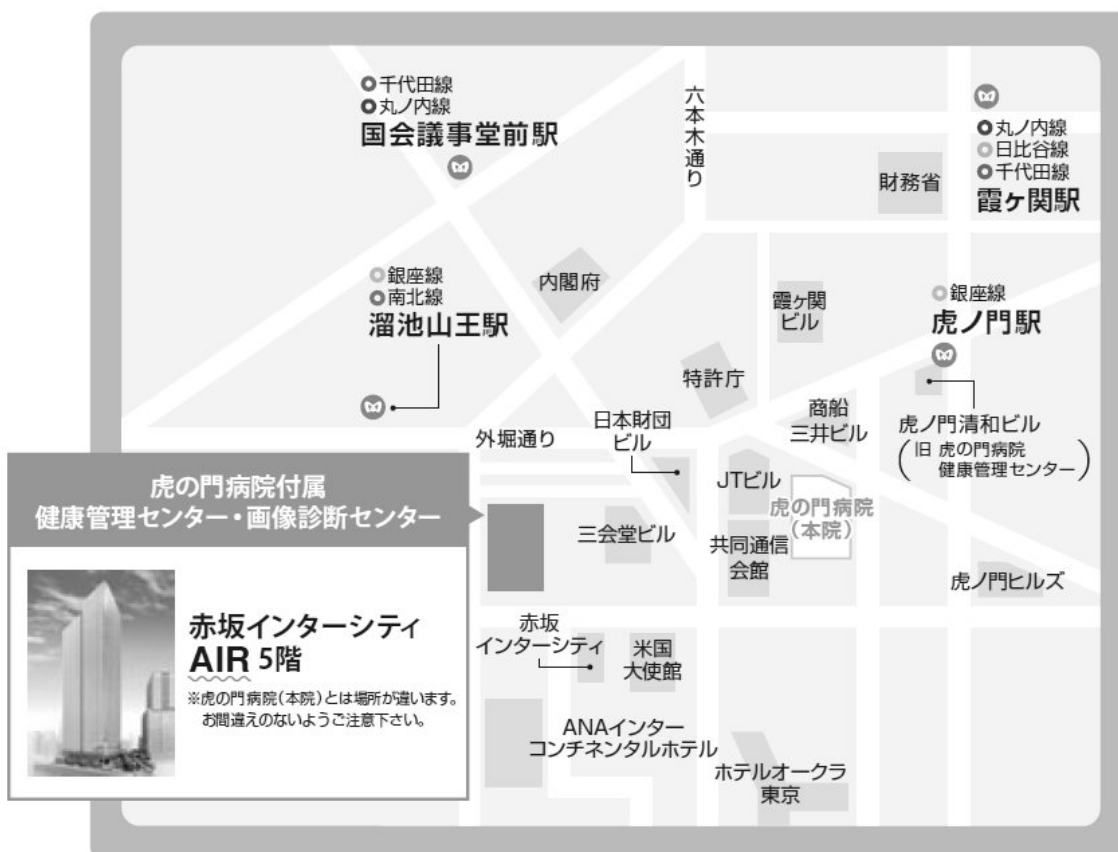 千代田線
丸ノ内線
国会議事堂前駅
六本木通り
丸ノ内線
日比谷線
千代田線
霞ヶ関駅
財務省
銀座線
南北線
溜池山王駅
内閣府
霞ヶ関
ビル
銀座線
虎ノ門駅
特許庁
商船
三井ビル
虎ノ門清和ビル
(旧 虎の門病院
健康管理センター)
外堀通り
日本財団
ビル
JTビル
虎の門病院
(本院)
三会堂ビル
共同通信
会館
虎ノ門ヒルズ
虎の門病院付属
健康管理センター・画像診断センター
赤坂インターシティ
AIR 5階
※虎の門病院(本院)とは場所が違います。
お間違えのないようご注意下さい。
赤坂
インターシティ
米国
大使館
ANAインター
コンチネンタルホテル
ホテルオークラ
東京